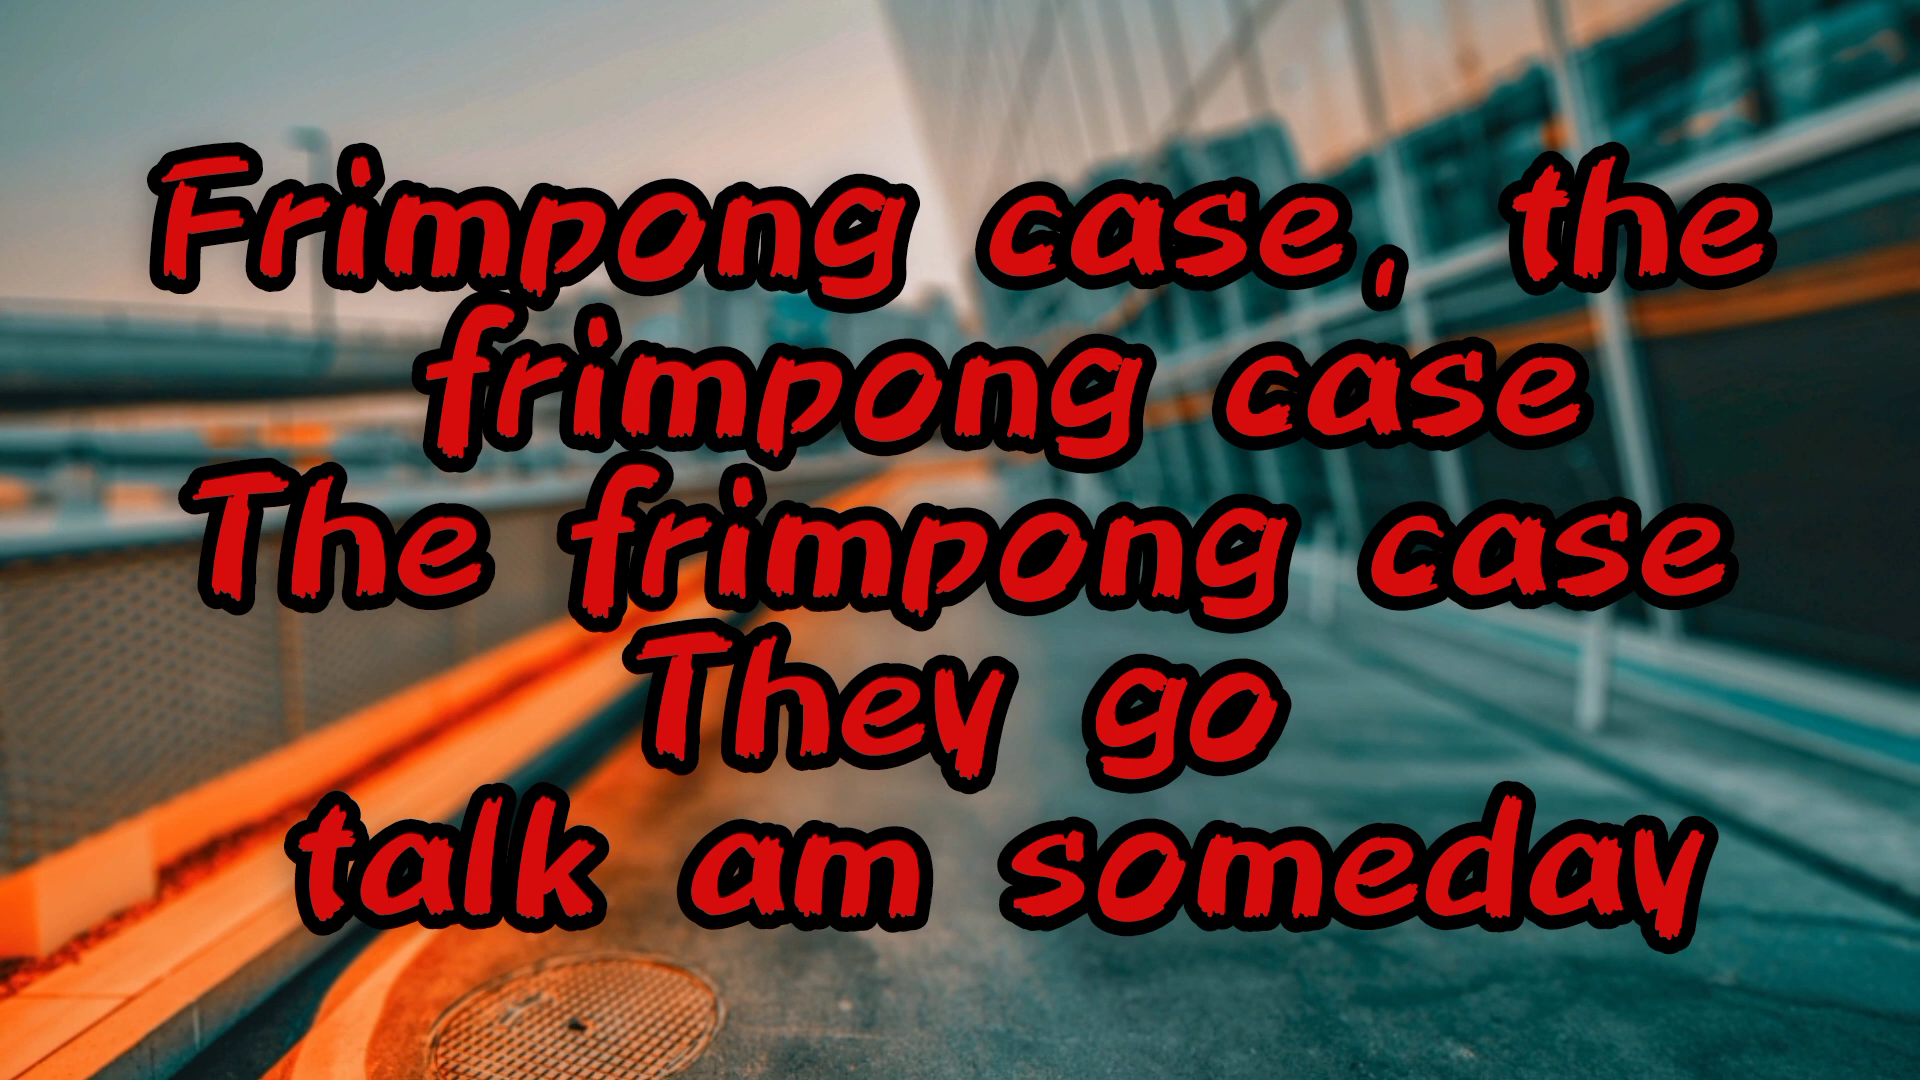 Frimpong case, the
frimpong case
The frimpong case
They go
talk am someday